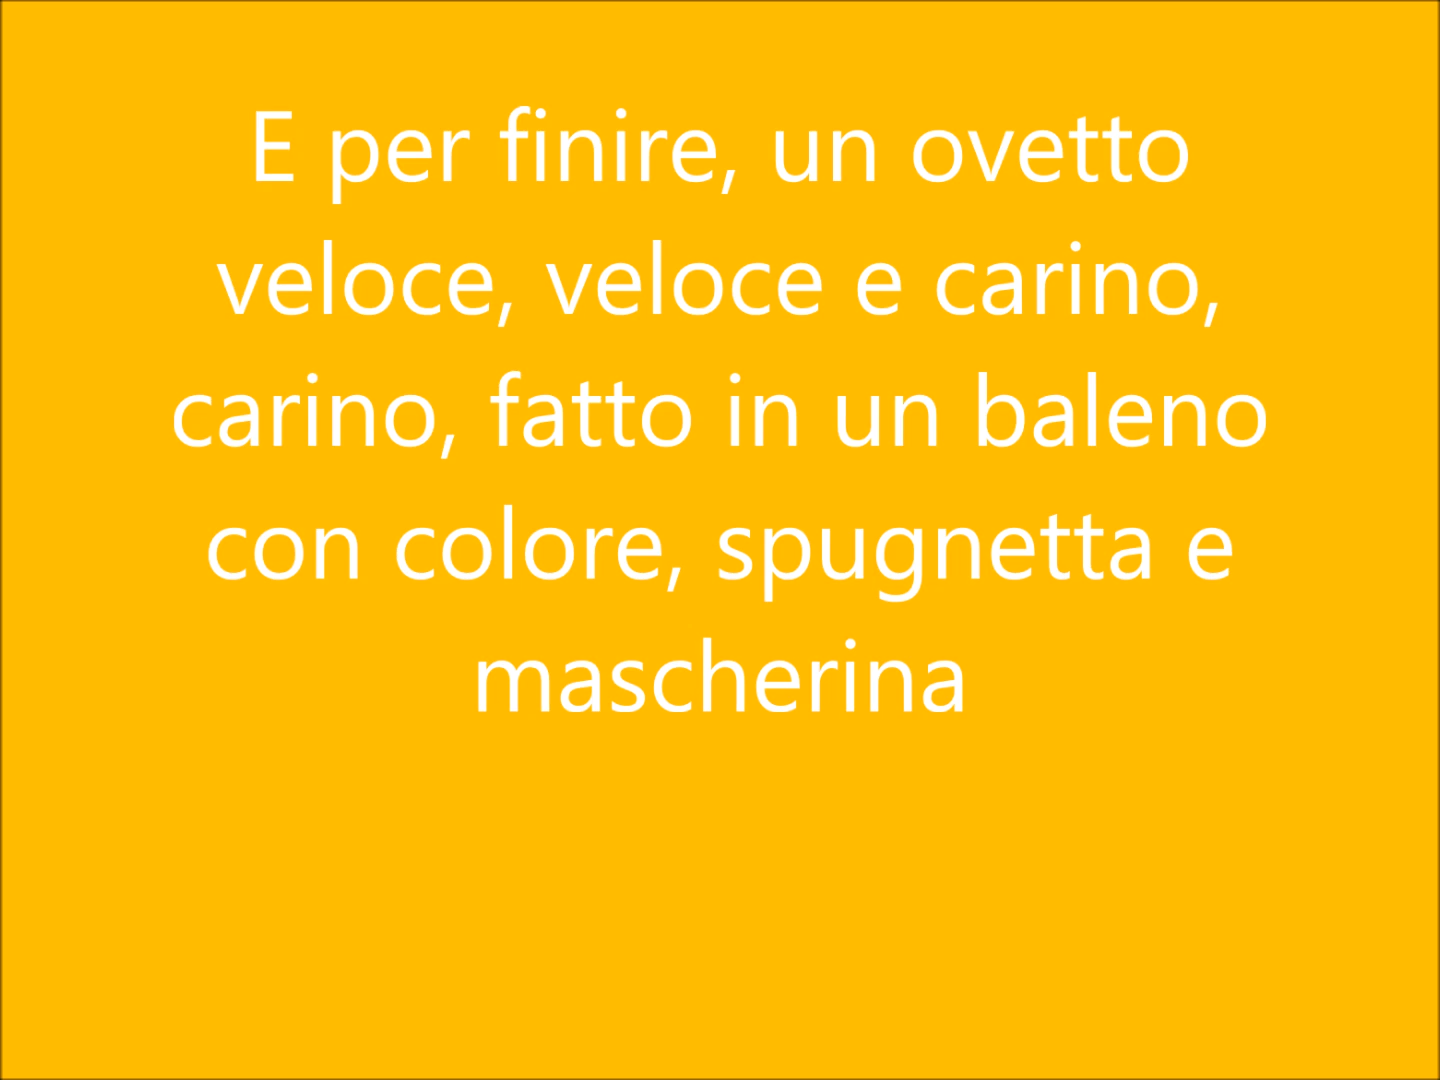 E per finire, un ovetto
veloce, veloce e carino,
carino, fatto in un baleno
con colore, spugnetta e
mascherina